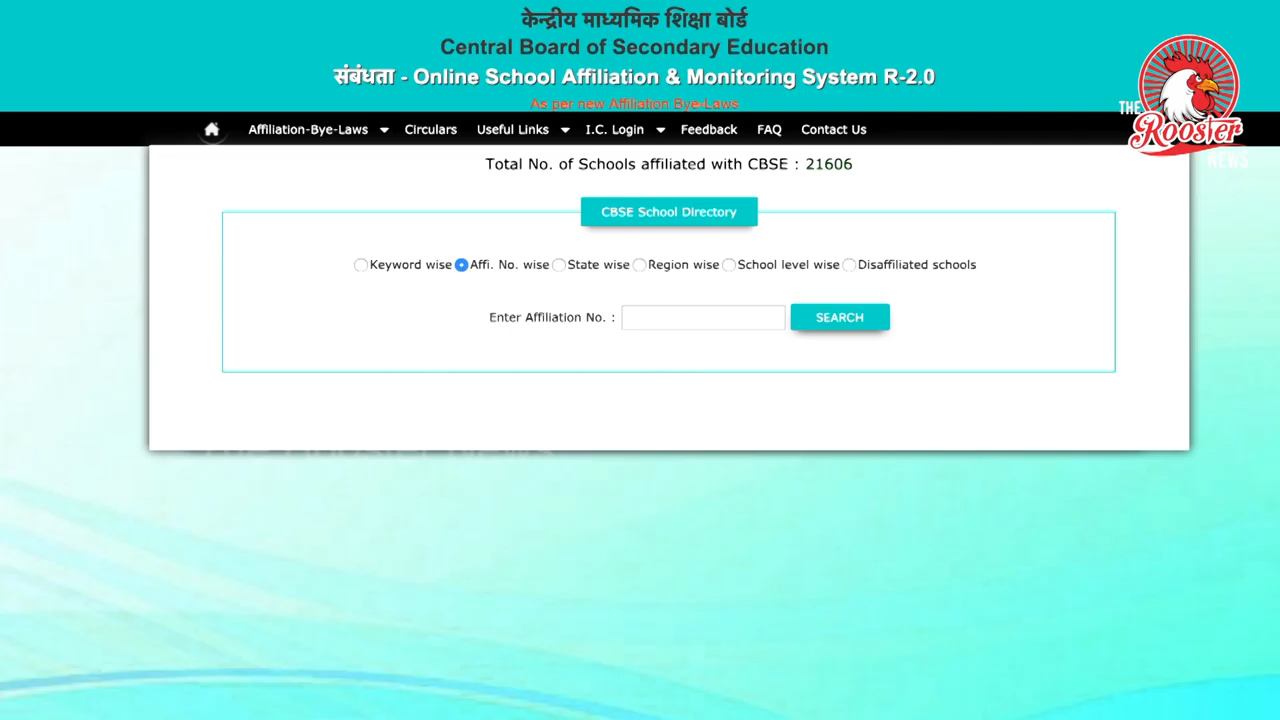 केन्द्रीय माध्यमिक शिक्षा बोर्ड
Central Board of Secondary Education
संबंधता - Online School Affiliation & Monitoring System R-2.0
As per new Affiliation Bye-Laws
THE
Rooster
NEWS
Affiliation-Bye-Laws Circulars Useful Links I.C. Login Feedback FAQ Contact Us
Total No. of Schools affiliated with CBSE : 21606
CBSE School Directory
Keyword wise Affi. No. wise State wise Region wise School level wise Disaffiliated schools
Enter Affiliation No. : SEARCH